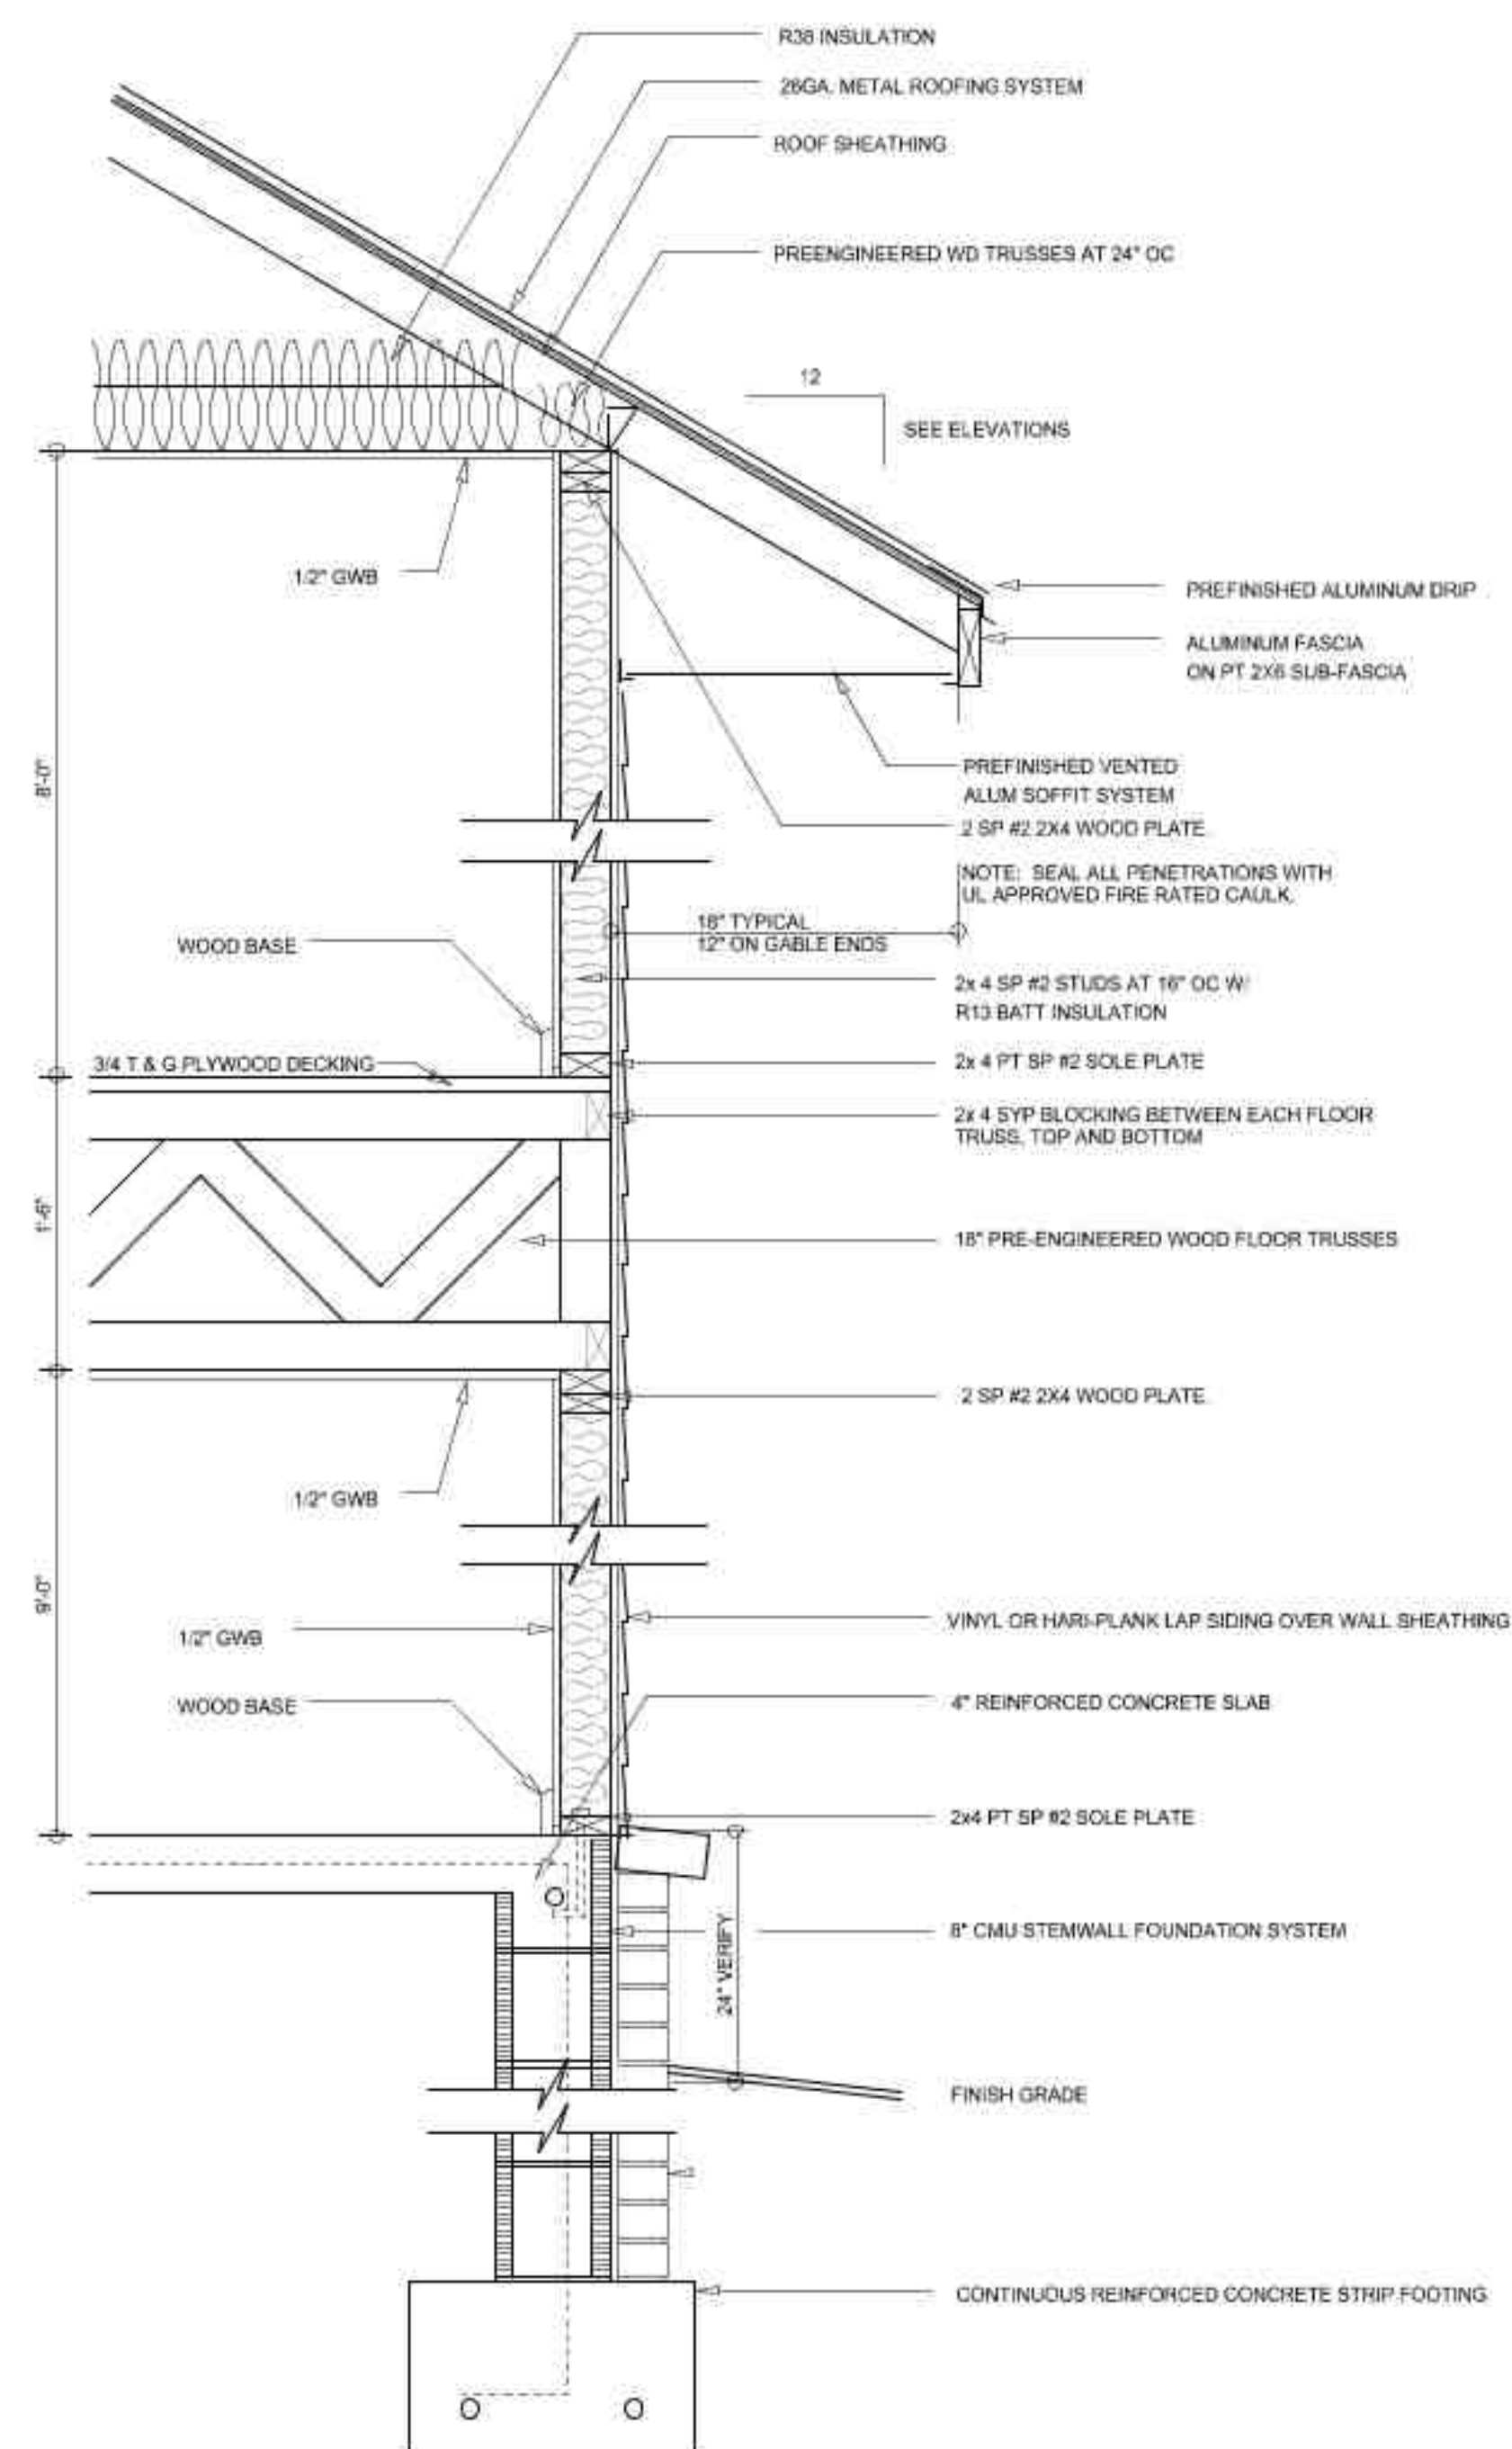 R38 INSULATION
26GA. METAL ROOFING SYSTEM
ROOF SHEATHING
PREENGINEERED WD TRUSSES AT 24" OC
12
SEE ELEVATIONS
1/2" GWB
PREFINISHED ALUMINUM DRIP
ALUMINUM FASCIA
ON PT 2X6 SUB-FASCIA
8'-0"
PREFINISHED VENTED
ALUM SOFFIT SYSTEM
2 SP #2 2X4 WOOD PLATE
NOTE: SEAL ALL PENETRATIONS WITH
UL APPROVED FIRE RATED CAULK.
18" TYPICAL
12" ON GABLE ENDS
WOOD BASE
2x 4 SP #2 STUDS AT 16" OC W/
R13 BATT INSULATION
3/4 T & G PLYWOOD DECKING
2x 4 PT SP #2 SOLE PLATE
2x 4 SYP BLOCKING BETWEEN EACH FLOOR
TRUSS, TOP AND BOTTOM
1'-6"
18" PRE-ENGINEERED WOOD FLOOR TRUSSES
2 SP #2 2X4 WOOD PLATE
1/2" GWB
9'-0"
VINYL OR HARI-PLANK LAP SIDING OVER WALL SHEATHING
1/2" GWB
WOOD BASE
4" REINFORCED CONCRETE SLAB
2x4 PT SP #2 SOLE PLATE
8" CMU STEMWALL FOUNDATION SYSTEM
24" VERIFY
FINISH GRADE
CONTINUOUS REINFORCED CONCRETE STRIP FOOTING